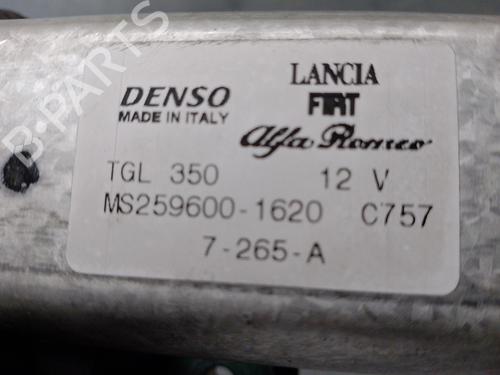 B-PARTS
LANCIA
DENSO FIAT
MADE IN ITALY Alfa Romeo
TGL 350 12 V
MS259600-1620 C757
7-265-A